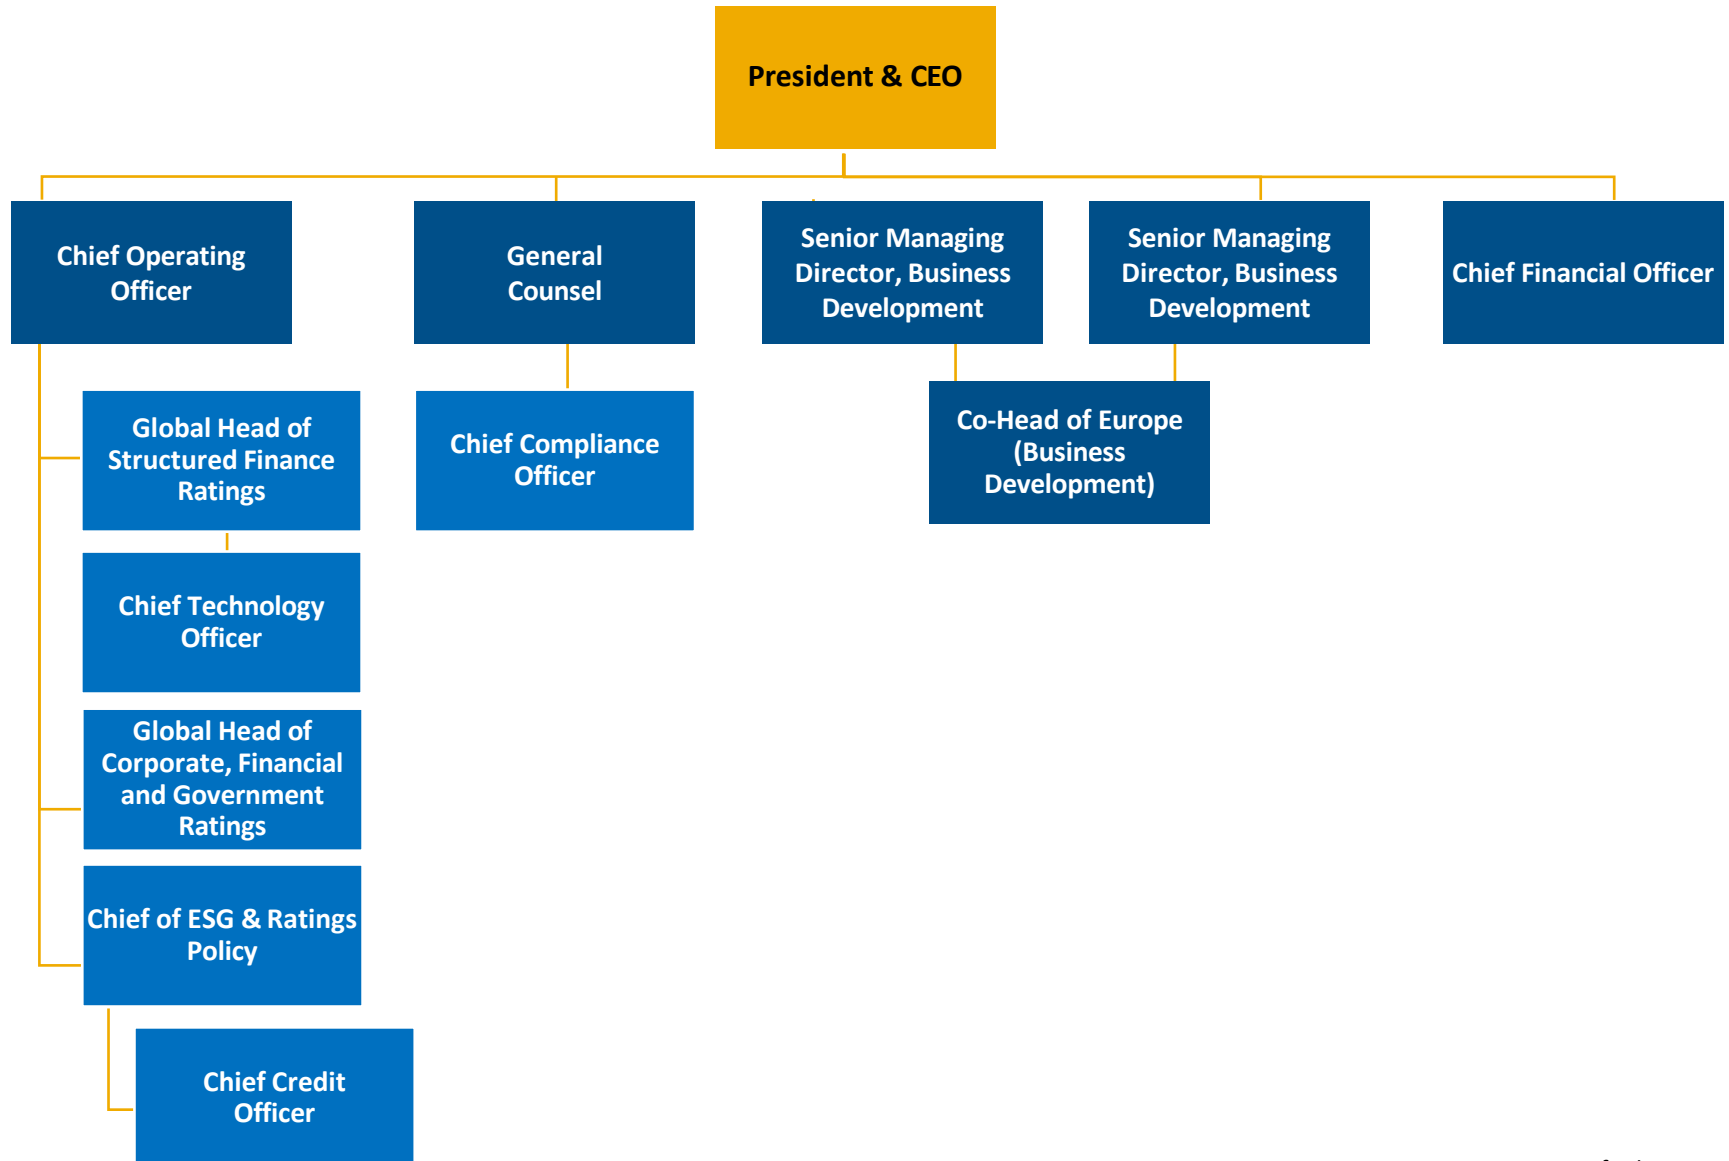 President & CEO
Chief Operating
Officer
General
Counsel
Senior Managing
Director, Business
Development
Senior Managing
Director, Business
Development
Chief Financial Officer
Global Head of
Structured Finance
Ratings
Chief Compliance
Officer
Co-Head of Europe
(Business
Development)
Chief Technology
Officer
Global Head of
Corporate, Financial
and Government
Ratings
Chief of ESG & Ratings
Policy
Chief Credit
Officer